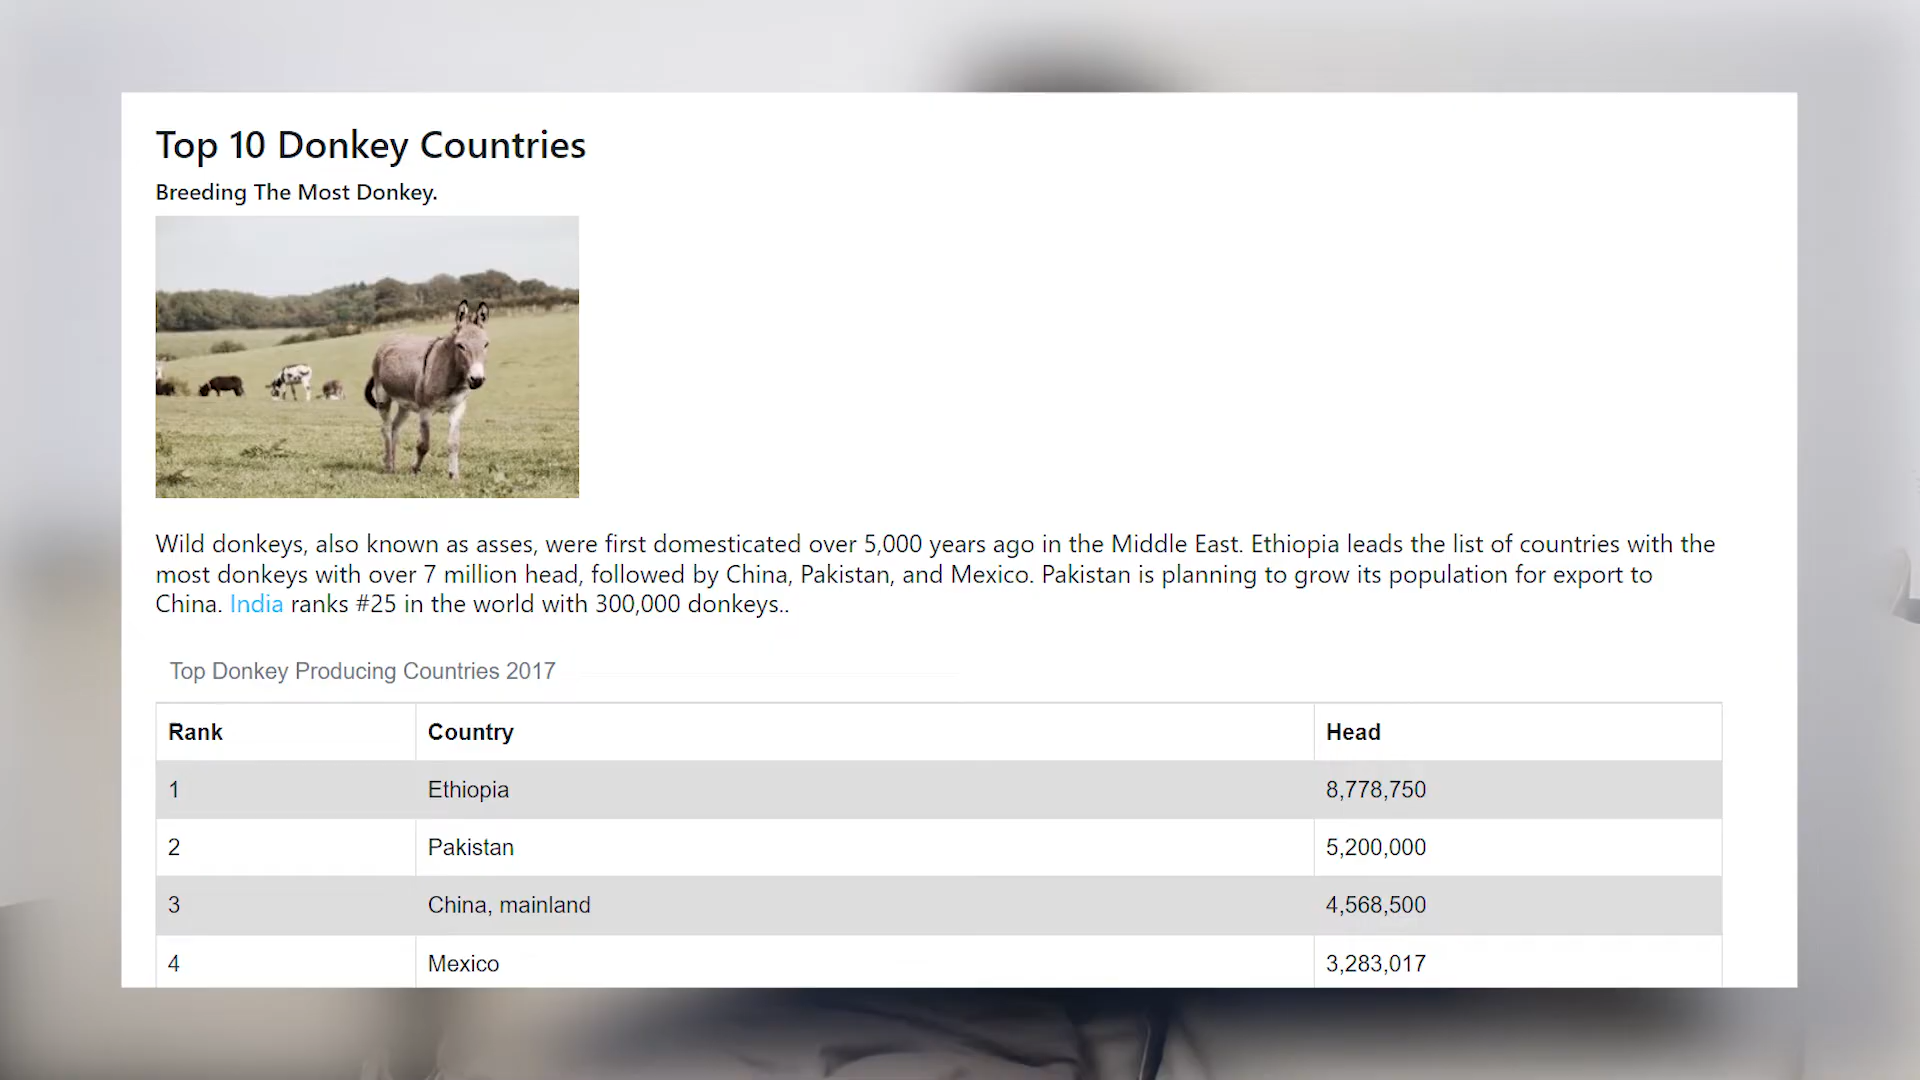 Top 10 Donkey Countries
Breeding The Most Donkey.
Wild donkeys, also known as asses, were first domesticated over 5,000 years ago in the Middle East. Ethiopia leads the list of countries with the
most donkeys with over 7 million head, followed by China, Pakistan, and Mexico. Pakistan is planning to grow its population for export to
China. India ranks #25 in the world with 300,000 donkeys..
Top Donkey Producing Countries 2017
Rank Country Head
1 Ethiopia 8,778,750
2 Pakistan 5,200,000
3 China, mainland 4,568,500
4 Mexico 3,283,017